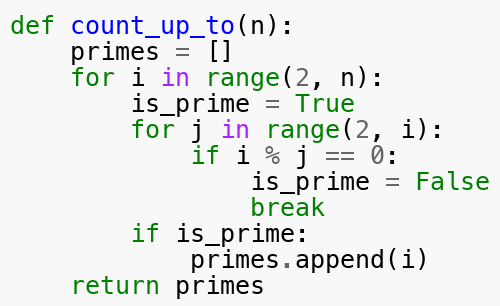 def count_up_to(n):
    primes = []
    for i in range(2, n):
        is_prime = True
        for j in range(2, i):
            if i % j == 0:
                is_prime = False
                break
        if is_prime:
            primes.append(i)
    return primes